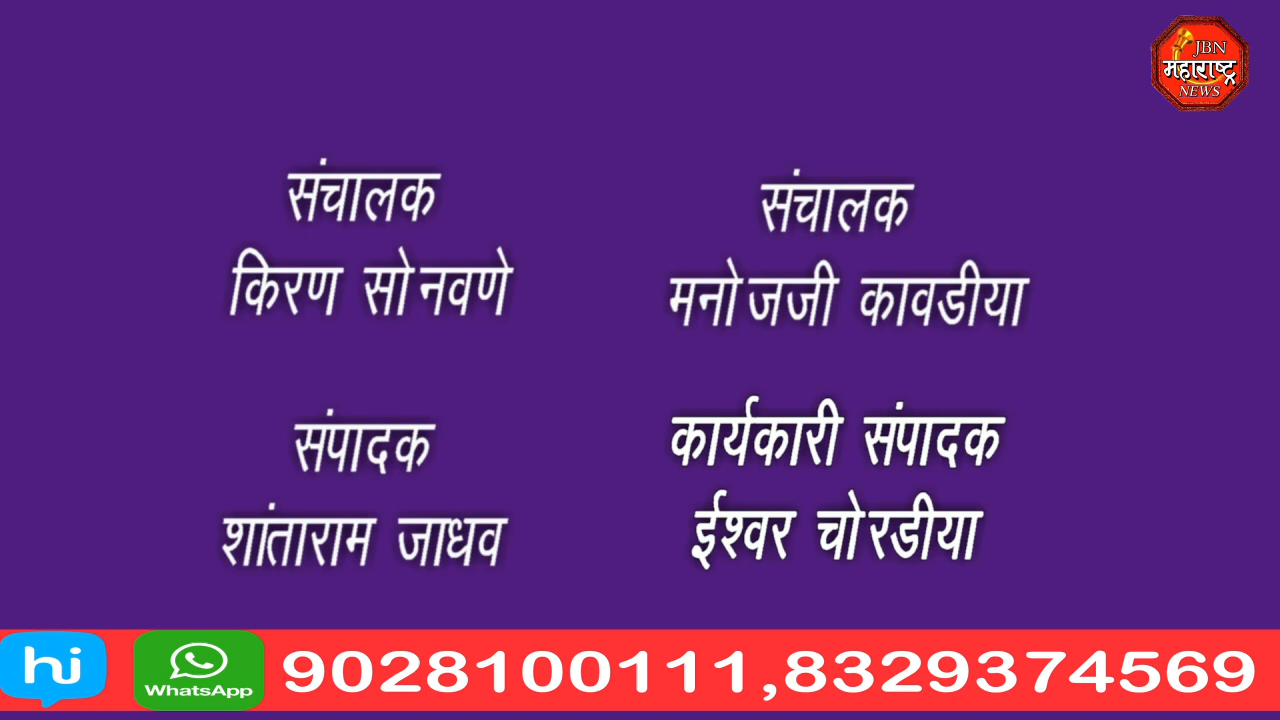 JBN
महाराष्ट्र
NEWS
संचालक
किरण सोनवणे
संचालक
मनोजजी कावडीया
संपादक
शांताराम जाधव
कार्यकारी संपादक
ईश्वर चोरडीया
hi
WhatsApp
9028100111,8329374569